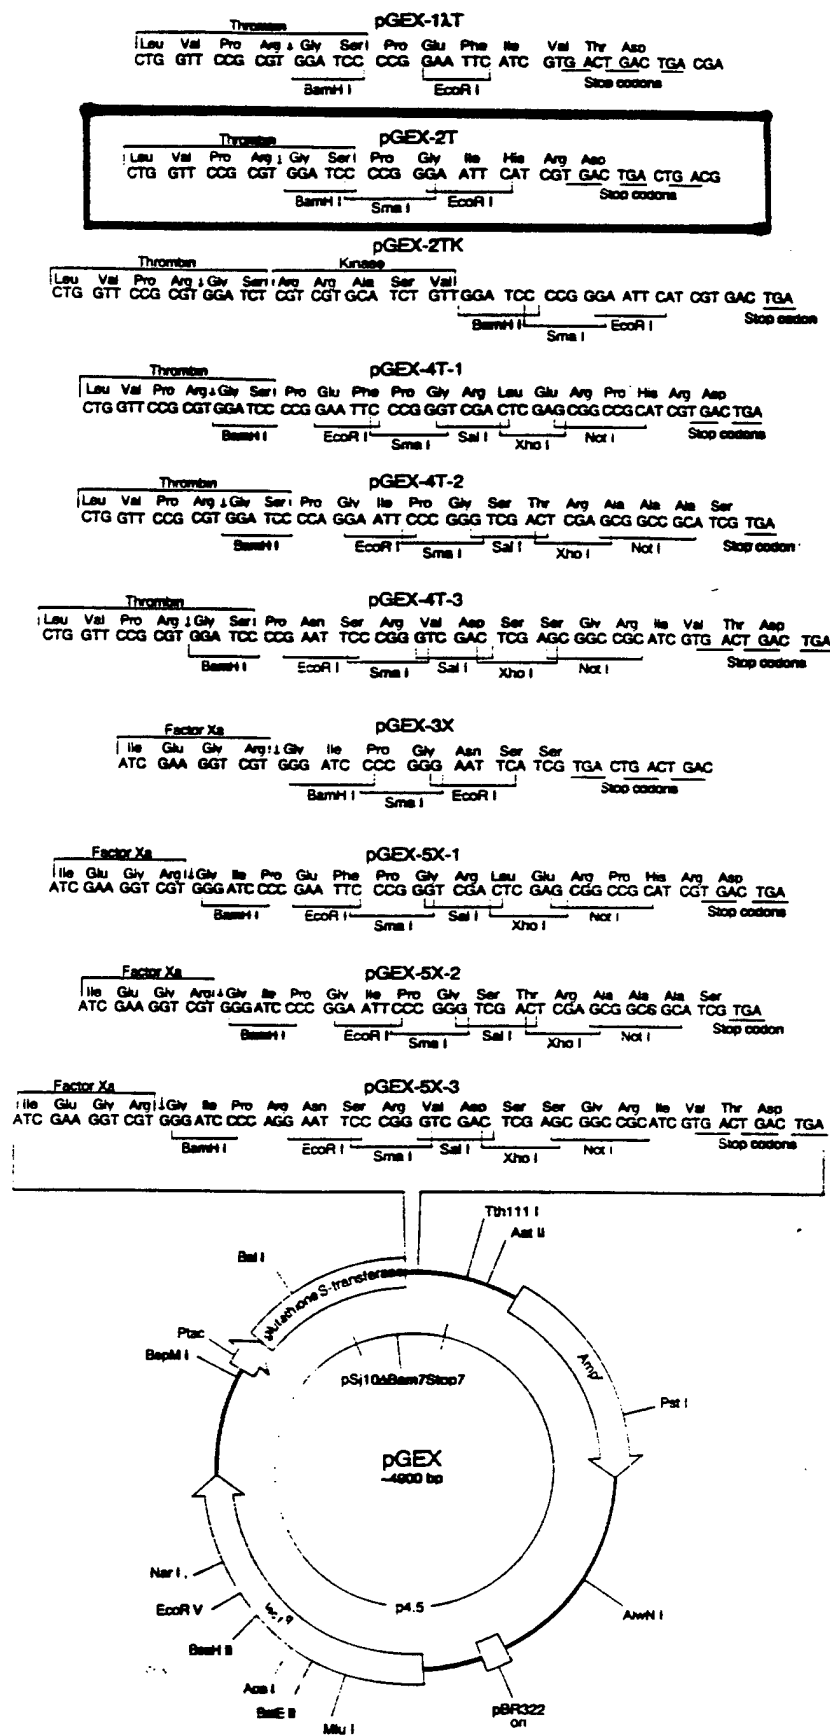 pGEX-1λT
Thrombin
Leu Val Pro Arg↓Gly Ser Pro Glu Phe Ile Val Thr Asp
CTG GTT CCG CGT GGA TCC CCG GAA TTC ATC GTG ACT GAC TGA CGA
BamH I EcoR I Stop codons
pGEX-2T
Thrombin
Leu Val Pro Arg↓Gly Ser Pro Gly Ile His Arg Asp
CTG GTT CCG CGT GGA TCC CCG GGA ATT CAT CGT GAC TGA CTG ACG
BamH I Sma I EcoR I Stop codons
pGEX-2TK
Thrombin Kinase
Leu Val Pro Arg↓Gly Ser Arg Arg Ala Ser Val
CTG GTT CCG CGT GGA TCT CGT CGT GCA TCT GTT GGA TCC CCG GGA ATT CAT CGT GAC TGA
BamH I Sma I EcoR I Stop codon
pGEX-4T-1
Thrombin
Leu Val Pro Arg↓Gly Ser Pro Glu Phe Pro Gly Arg Leu Glu Arg Pro His Arg Asp
CTG GTT CCG CGT GGA TCC CCG GAA TTC CCG GGT CGA CTC GAG CGG CCG CAT CGT GAC TGA
BamH I EcoR I Sma I Sal I Xho I Not I Stop codons
pGEX-4T-2
Thrombin
Leu Val Pro Arg↓Gly Ser Pro Gly Ile Pro Gly Ser Thr Arg Ala Ala Ala Ser
CTG GTT CCG CGT GGA TCC CCA GGA ATT CCC GGG TCG ACT CGA GCG GCC GCA TCG TGA
BamH I EcoR I Sma I Sal I Xho I Not I Stop codon
pGEX-4T-3
Thrombin
Leu Val Pro Arg↓Gly Ser Pro Asn Ser Arg Val Asp Ser Ser Gly Arg Ile Val Thr Asp
CTG GTT CCG CGT GGA TCC CCG AAT TCC CGG GTC GAC TCG AGC GGC CGC ATC GTG ACT GAC TGA
BamH I EcoR I Sma I Sal I Xho I Not I Stop codons
pGEX-3X
Factor Xa
Ile Glu Gly Arg↓Gly Ile Pro Gly Asn Ser Ser
ATC GAA GGT CGT GGG ATC CCC GGG AAT TCA TCG TGA CTG ACT GAC
BamH I Sma I EcoR I Stop codons
pGEX-5X-1
Factor Xa
Ile Glu Gly Arg↓Gly Ile Pro Glu Phe Pro Gly Arg Leu Glu Arg Pro His Arg Asp
ATC GAA GGT CGT GGG ATC CCC GAA TTC CCG GGT CGA CTC GAG CGG CCG CAT CGT GAC TGA
BamH I EcoR I Sma I Sal I Xho I Not I Stop codons
pGEX-5X-2
Factor Xa
Ile Glu Gly Arg↓Gly Ile Pro Gly Ile Pro Gly Ser Thr Arg Ala Ala Ala Ser
ATC GAA GGT CGT GGG ATC CCC GGA ATT CCC GGG TCG ACT CGA GCG GCG GCA TCG TGA
BamH I EcoR I Sma I Sal I Xho I Not I Stop codon
pGEX-5X-3
Factor Xa
Ile Glu Gly Arg↓Gly Ile Pro Arg Asn Ser Arg Val Asp Ser Ser Gly Arg Ile Val Thr Asp
ATC GAA GGT CGT GGG ATC CCC AGG AAT TCC CGG GTC GAC TCG AGC GGC CGC ATC GTG ACT GAC TGA
BamH I EcoR I Sma I Sal I Xho I Not I Stop codons
Tth111 I
Aat II
Bal I
glutathione S-transferase
Ptac
BspM I
pSj10ΔBam7Stop7
Ampr
Pst I
pGEX
~4900 bp
Nar I
EcoR V
BssH II
Apa I
BstE II
Mlu I
lac Iq
p4.5
AlwN I
pBR322
ori